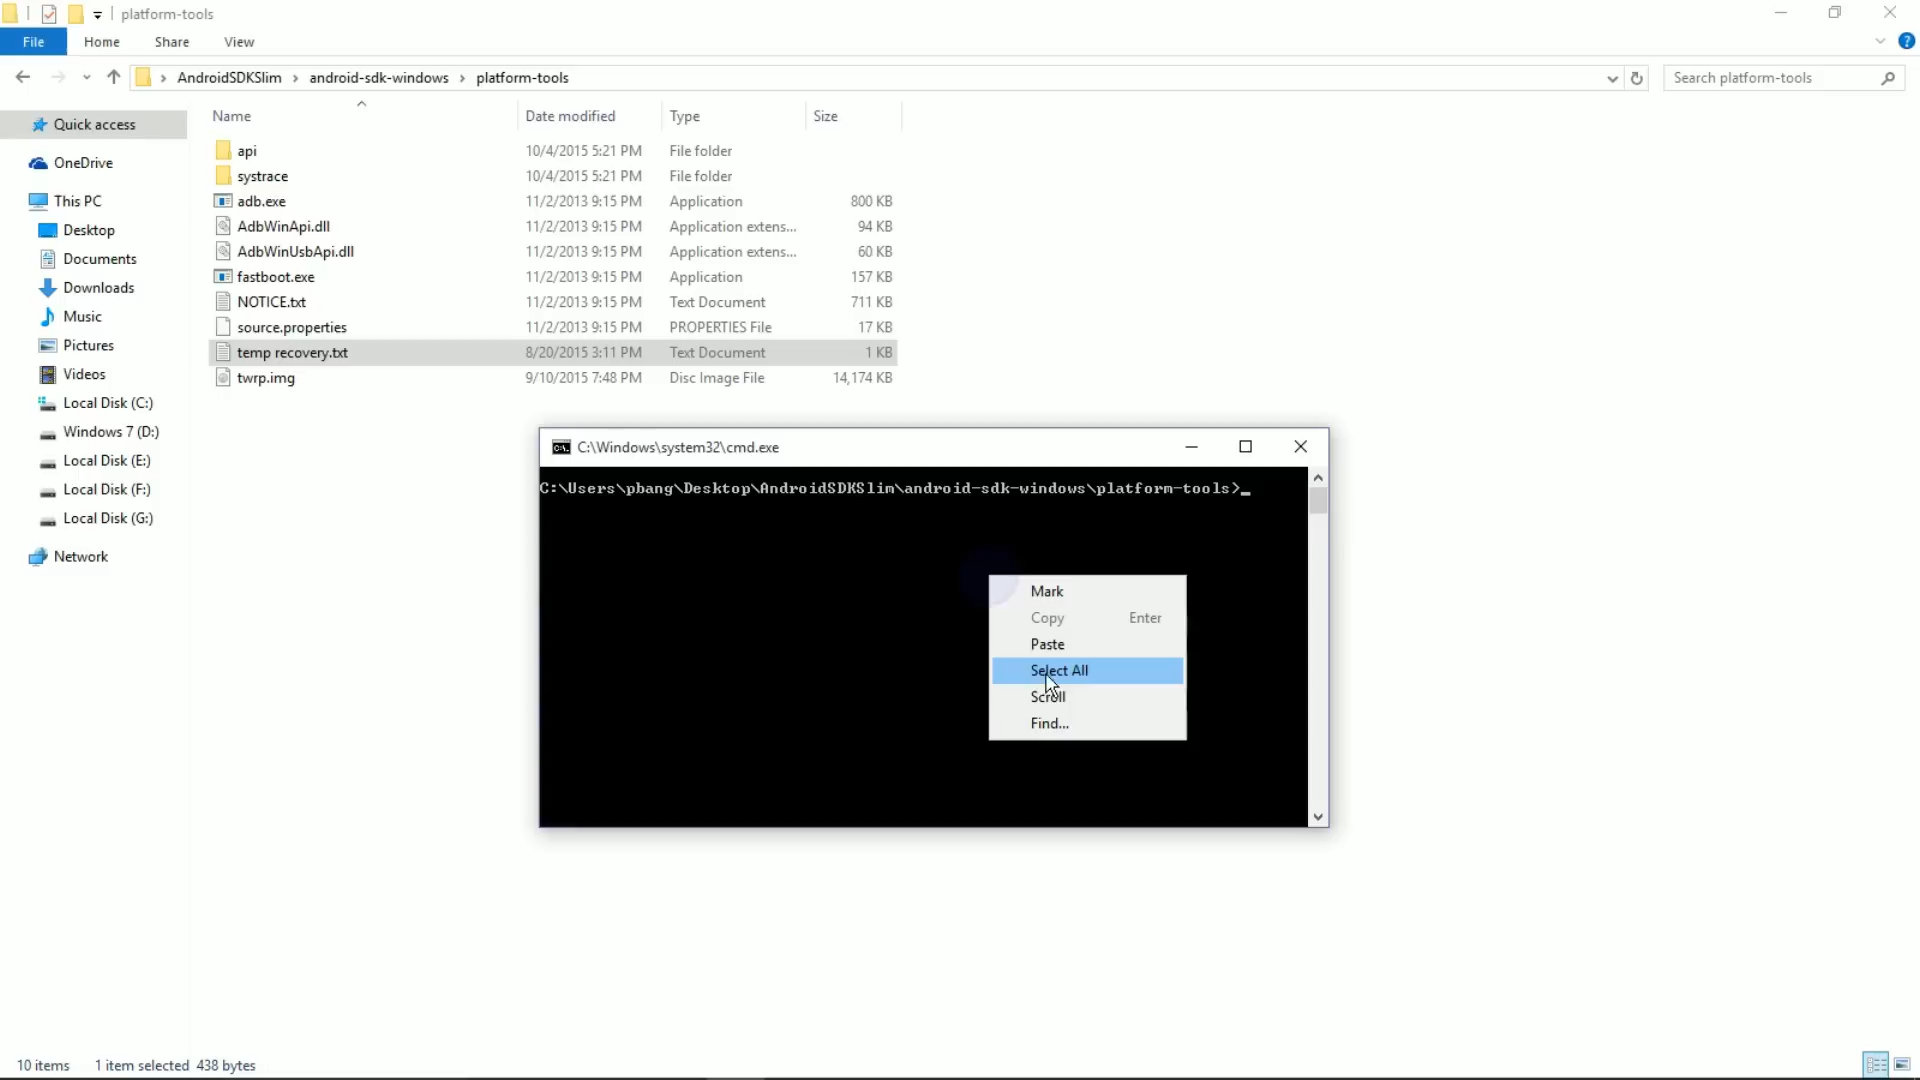 platform-tools
File Home Share View
AndroidSDKSlim > android-sdk-windows > platform-tools
Search platform-tools
Name Date modified Type Size
Quick access
OneDrive
This PC
Desktop
Documents
Downloads
Music
Pictures
Videos
Local Disk (C:)
Windows 7 (D:)
Local Disk (E:)
Local Disk (F:)
Local Disk (G:)
Network
api 10/4/2015 5:21 PM File folder
systrace 10/4/2015 5:21 PM File folder
adb.exe 11/2/2013 9:15 PM Application 800 KB
AdbWinApi.dll 11/2/2013 9:15 PM Application extens... 94 KB
AdbWinUsbApi.dll 11/2/2013 9:15 PM Application extens... 60 KB
fastboot.exe 11/2/2013 9:15 PM Application 157 KB
NOTICE.txt 11/2/2013 9:15 PM Text Document 711 KB
source.properties 11/2/2013 9:15 PM PROPERTIES File 17 KB
temp recovery.txt 8/20/2015 3:11 PM Text Document 1 KB
twrp.img 9/10/2015 7:48 PM Disc Image File 14,174 KB
C:\Windows\system32\cmd.exe
C:\Users\pbang\Desktop\AndroidSDKSlim\android-sdk-windows\platform-tools>_
Mark
Copy Enter
Paste
Select All
Scroll
Find...
10 items 1 item selected 438 bytes